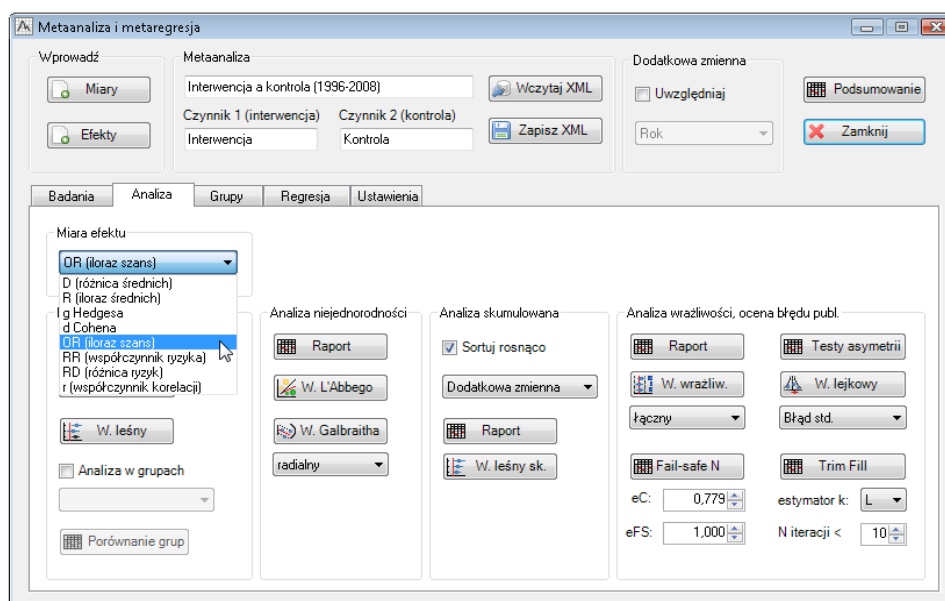 Metaanaliza i metaregresja
Wprowadź
Miary
Efekty
Metaanaliza
Interwencja a kontrola (1996-2008)
Wczytaj XML
Czynnik 1 (interwencja) Czynnik 2 (kontrola)
Interwencja Kontrola
Zapisz XML
Dodatkowa zmienna
Uwzględniaj
Rok
Podsumowanie
Zamknij
Badania Analiza Grupy Regresja Ustawienia
Miara efektu
OR (iloraz szans)
D (różnica średnich)
R (iloraz średnich)
g Hedgesa
d Cohena
OR (iloraz szans)
RR (współczynnik ryzyka)
RD (różnica ryzyk)
r (współczynnik korelacji)
W. leśny
Analiza w grupach
Porównanie grup
Analiza niejednorodności
Raport
W. L'Abbego
W. Galbraitha
radialny
Analiza skumulowana
Sortuj rosnąco
Dodatkowa zmienna
Raport
W. leśny sk.
Analiza wrażliwości, ocena błędu publ.
Raport Testy asymetrii
W. wrażliw. W. lejkowy
łączny Błąd std.
Fail-safe N Trim Fill
eC: 0,779 estymator k: L
eFS: 1,000 N iteracji < 10